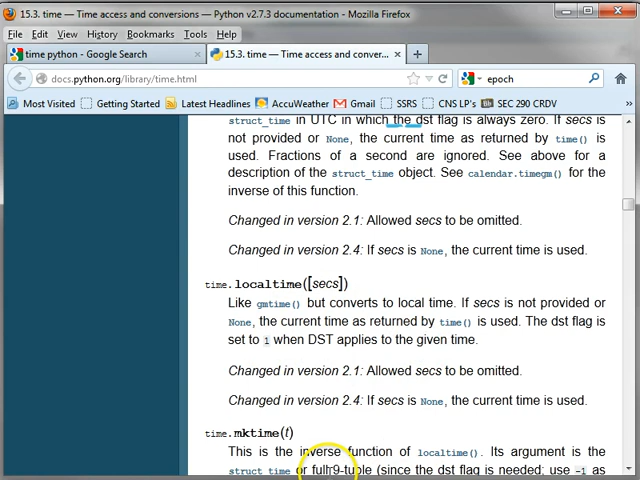 15.3. time — Time access and conversions — Python v2.7.3 documentation - Mozilla Firefox
File Edit View History Bookmarks Tools Help
time python - Google Search
15.3. time — Time access and conver...
docs.python.org/library/time.html
epoch
Most Visited Getting Started Latest Headlines AccuWeather Gmail SSRS CNS LP's SEC 290 CRDV
struct_time in UTC in which the dst flag is always zero. If secs is
not provided or None, the current time as returned by time() is
used. Fractions of a second are ignored. See above for a
description of the struct_time object. See calendar.timegm() for the
inverse of this function.
Changed in version 2.1: Allowed secs to be omitted.
Changed in version 2.4: If secs is None, the current time is used.
time.localtime([secs])
Like gmtime() but converts to local time. If secs is not provided or
None, the current time as returned by time() is used. The dst flag is
set to 1 when DST applies to the given time.
Changed in version 2.1: Allowed secs to be omitted.
Changed in version 2.4: If secs is None, the current time is used.
time.mktime(t)
This is the inverse function of localtime(). Its argument is the
struct_time or full 9-tuple (since the dst flag is needed; use -1 as